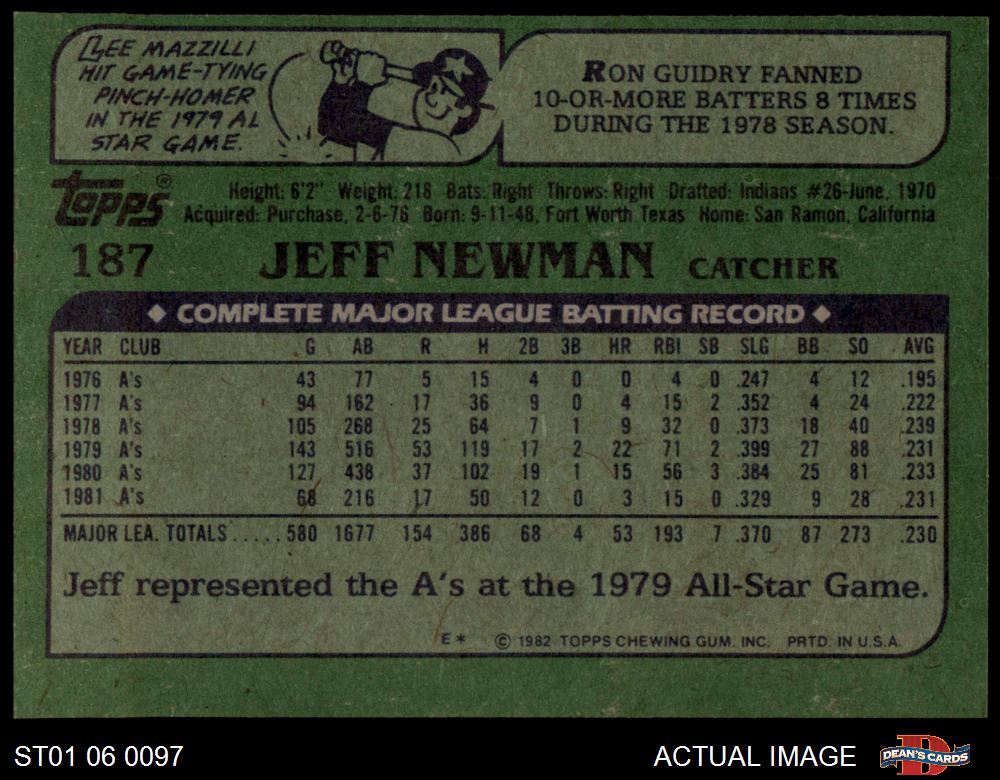 LEE MAZZILLI
HIT GAME-TYING
PINCH-HOMER
IN THE 1979 AL
STAR GAME.
RON GUIDRY FANNED
10-OR-MORE BATTERS 8 TIMES
DURING THE 1978 SEASON.
topps®
Height: 6'2" Weight: 218 Bats: Right Throws: Right Drafted: Indians #26-June, 1970
Acquired: Purchase, 2-6-76 Born: 9-11-48, Fort Worth Texas Home: San Ramon, California
187 JEFF NEWMAN CATCHER
◆ COMPLETE MAJOR LEAGUE BATTING RECORD ◆
YEAR CLUB G AB R H 2B 3B HR RBI SB SLG BB SO AVG
1976 A's 43 77 5 15 4 0 0 4 0 .247 4 12 .195
1977 A's 94 162 17 36 9 0 4 15 2 .352 4 24 .222
1978 A's 105 268 25 64 7 1 9 32 0 .373 18 40 .239
1979 A's 143 516 53 119 17 2 22 71 2 .399 27 88 .231
1980 A's 127 438 37 102 19 1 15 56 3 .384 25 81 .233
1981 A's 68 216 17 50 12 0 3 15 0 .329 9 28 .231
MAJOR LEA. TOTALS.....580 1677 154 386 68 4 53 193 7 .370 87 273 .230
Jeff represented the A's at the 1979 All-Star Game.
E* © 1982 TOPPS CHEWING GUM. INC. PRTD. IN U.S.A.
ST01 06 0097
ACTUAL IMAGE
D
DEAN'S CARDS